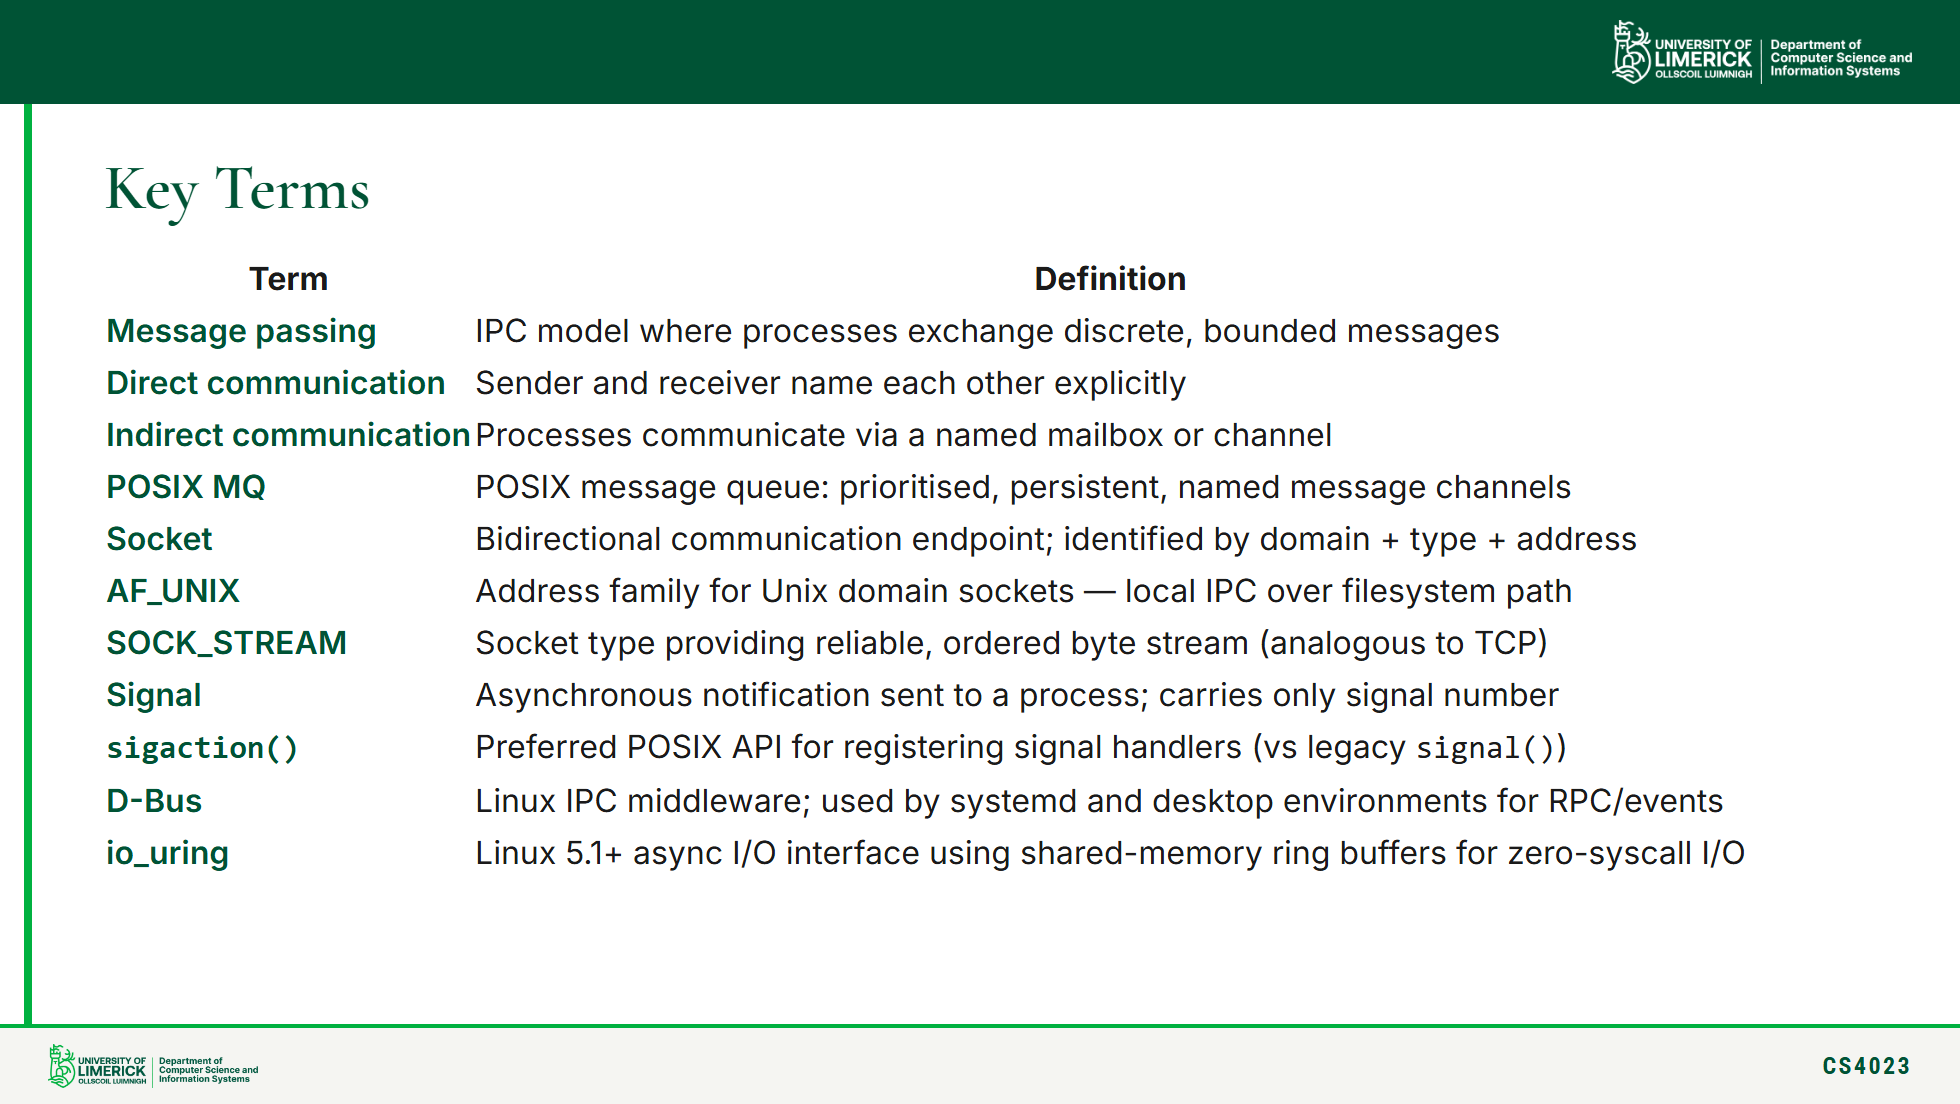 UNIVERSITY OF
LIMERICK
OLLSCOIL LUIMNIGH
Department of
Computer Science and
Information Systems
Key Terms
Term Definition
Message passing IPC model where processes exchange discrete, bounded messages
Direct communication Sender and receiver name each other explicitly
Indirect communication Processes communicate via a named mailbox or channel
POSIX MQ POSIX message queue: prioritised, persistent, named message channels
Socket Bidirectional communication endpoint; identified by domain + type + address
AF_UNIX Address family for Unix domain sockets — local IPC over filesystem path
SOCK_STREAM Socket type providing reliable, ordered byte stream (analogous to TCP)
Signal Asynchronous notification sent to a process; carries only signal number
sigaction() Preferred POSIX API for registering signal handlers (vs legacy signal())
D-Bus Linux IPC middleware; used by systemd and desktop environments for RPC/events
io_uring Linux 5.1+ async I/O interface using shared-memory ring buffers for zero-syscall I/O
UNIVERSITY OF
LIMERICK
OLLSCOIL LUIMNIGH
Department of
Computer Science and
Information Systems
CS4023